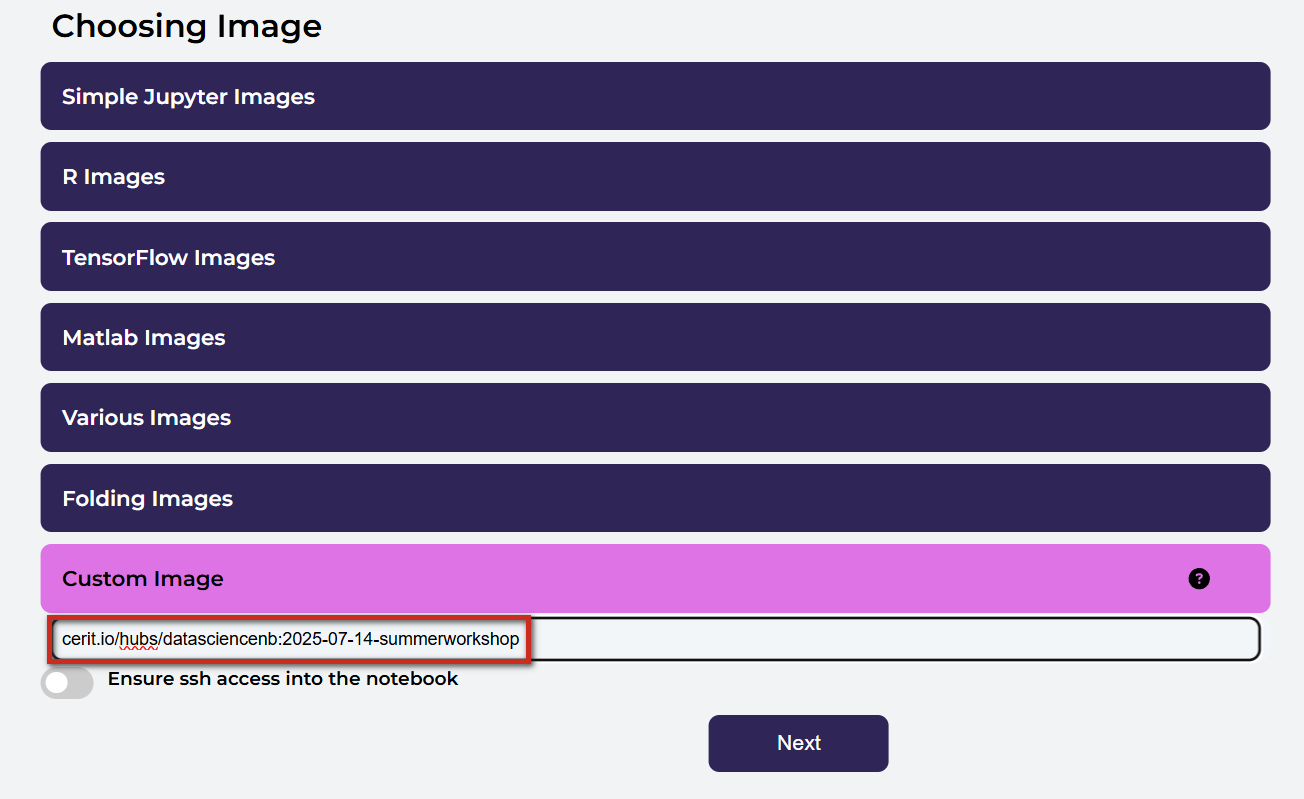 Choosing Image
Simple Jupyter Images
R Images
TensorFlow Images
Matlab Images
Various Images
Folding Images
Custom Image ?
cerit.io/hubs/datasciencenb:2025-07-14-summerworkshop
Ensure ssh access into the notebook
Next